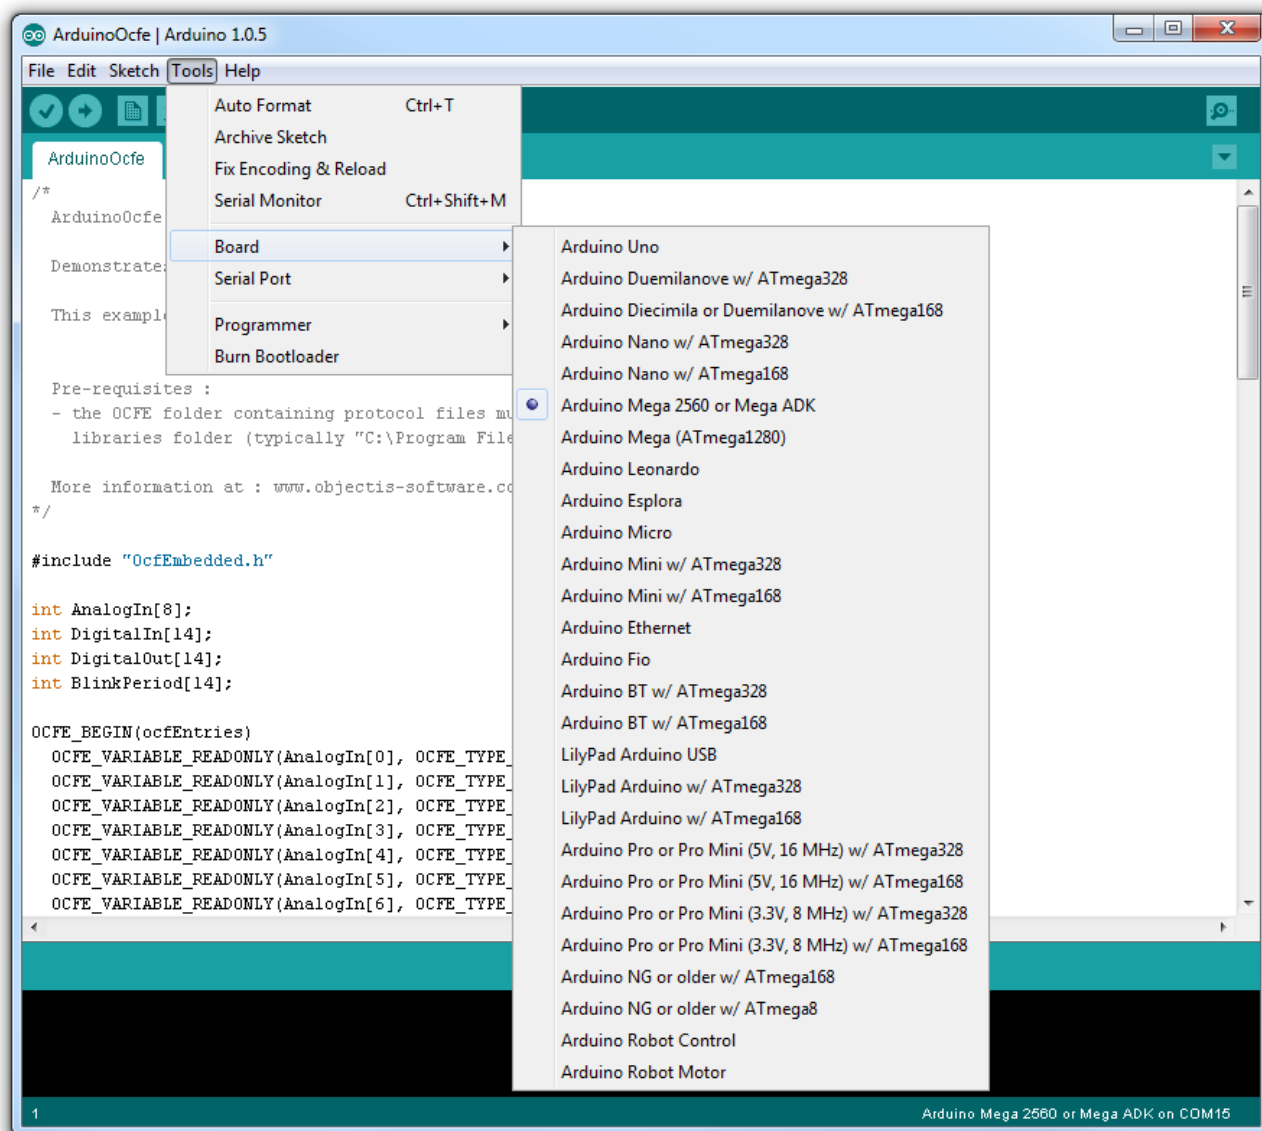 ArduinoOcfe | Arduino 1.0.5
File Edit Sketch Tools Help
Auto Format Ctrl+T
Archive Sketch
Fix Encoding & Reload
Serial Monitor Ctrl+Shift+M
Board
Serial Port
Programmer
Burn Bootloader
Arduino Uno
Arduino Duemilanove w/ ATmega328
Arduino Diecimila or Duemilanove w/ ATmega168
Arduino Nano w/ ATmega328
Arduino Nano w/ ATmega168
Arduino Mega 2560 or Mega ADK
Arduino Mega (ATmega1280)
Arduino Leonardo
Arduino Esplora
Arduino Micro
Arduino Mini w/ ATmega328
Arduino Mini w/ ATmega168
Arduino Ethernet
Arduino Fio
Arduino BT w/ ATmega328
Arduino BT w/ ATmega168
LilyPad Arduino USB
LilyPad Arduino w/ ATmega328
LilyPad Arduino w/ ATmega168
Arduino Pro or Pro Mini (5V, 16 MHz) w/ ATmega328
Arduino Pro or Pro Mini (5V, 16 MHz) w/ ATmega168
Arduino Pro or Pro Mini (3.3V, 8 MHz) w/ ATmega328
Arduino Pro or Pro Mini (3.3V, 8 MHz) w/ ATmega168
Arduino NG or older w/ ATmega168
Arduino NG or older w/ ATmega8
Arduino Robot Control
Arduino Robot Motor
ArduinoOcfe
/*
ArduinoOcfe
Demonstrate
This exampl
Pre-requisites :
- the OCFE folder containing protocol files mu
libraries folder (typically "C:\Program File
More information at : www.objectis-software.co
*/
#include "OcfEmbedded.h"
int AnalogIn[8];
int DigitalIn[14];
int DigitalOut[14];
int BlinkPeriod[14];
OCFE_BEGIN(ocfEntries)
OCFE_VARIABLE_READONLY(AnalogIn[0], OCFE_TYPE_
OCFE_VARIABLE_READONLY(AnalogIn[1], OCFE_TYPE_
OCFE_VARIABLE_READONLY(AnalogIn[2], OCFE_TYPE_
OCFE_VARIABLE_READONLY(AnalogIn[3], OCFE_TYPE_
OCFE_VARIABLE_READONLY(AnalogIn[4], OCFE_TYPE_
OCFE_VARIABLE_READONLY(AnalogIn[5], OCFE_TYPE_
OCFE_VARIABLE_READONLY(AnalogIn[6], OCFE_TYPE_
1 Arduino Mega 2560 or Mega ADK on COM15